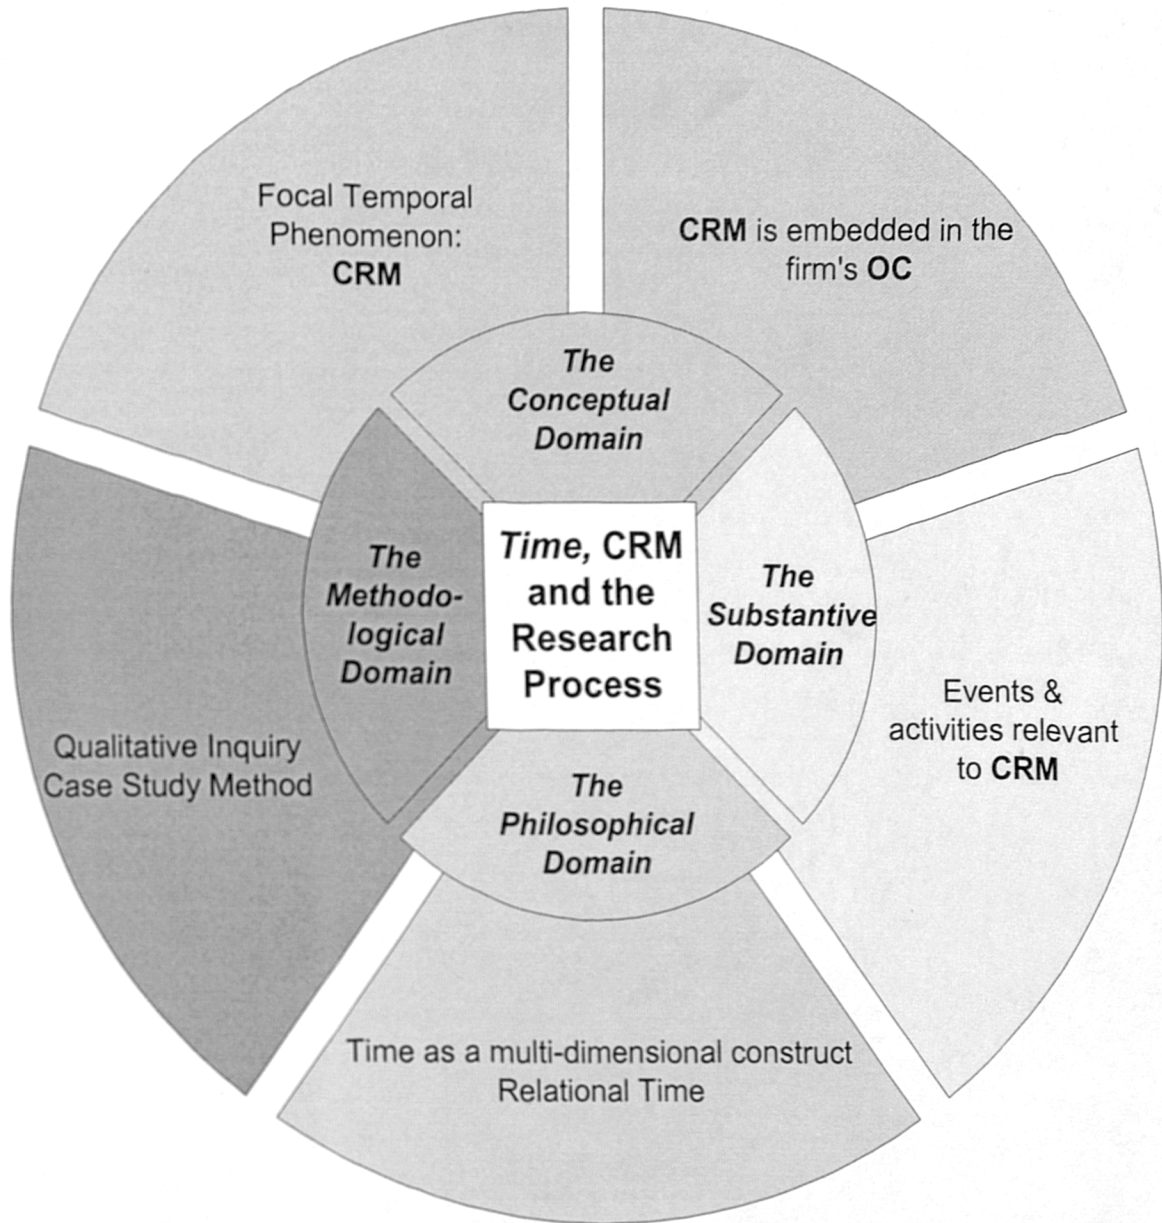 Focal Temporal
Phenomenon:
CRM
CRM is embedded in the
firm's OC
The
Conceptual
Domain
The
Methodo-
logical
Domain
Time, CRM
and the
Research
Process
The
Substantive
Domain
Events &
activities relevant
to CRM
Qualitative Inquiry
Case Study Method
The
Philosophical
Domain
Time as a multi-dimensional construct
Relational Time